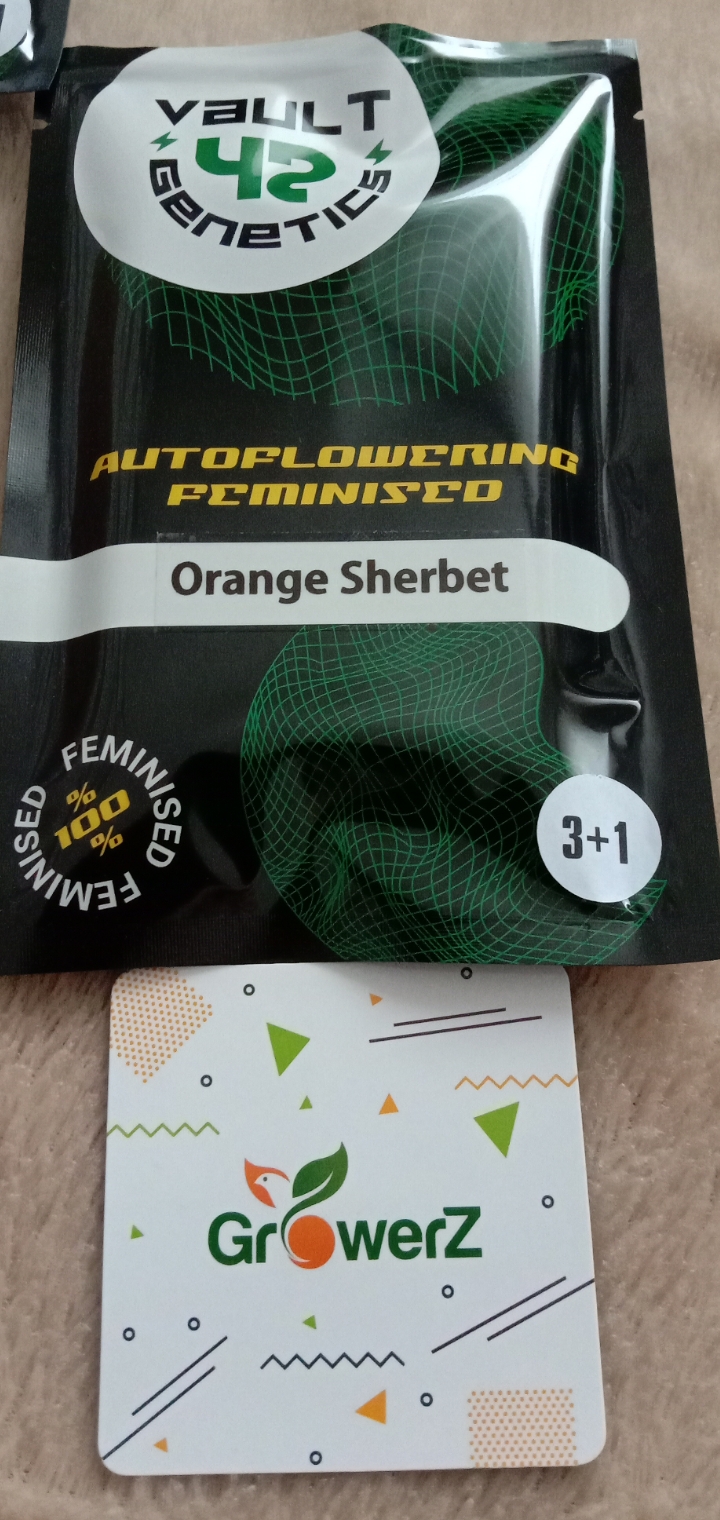 VAULT
42
GENETICS
AUTOFLOWERING
FEMINISED
Orange Sherbet
FEMINISED
%
100
%
FEMINISED
3+1
GrowerZ